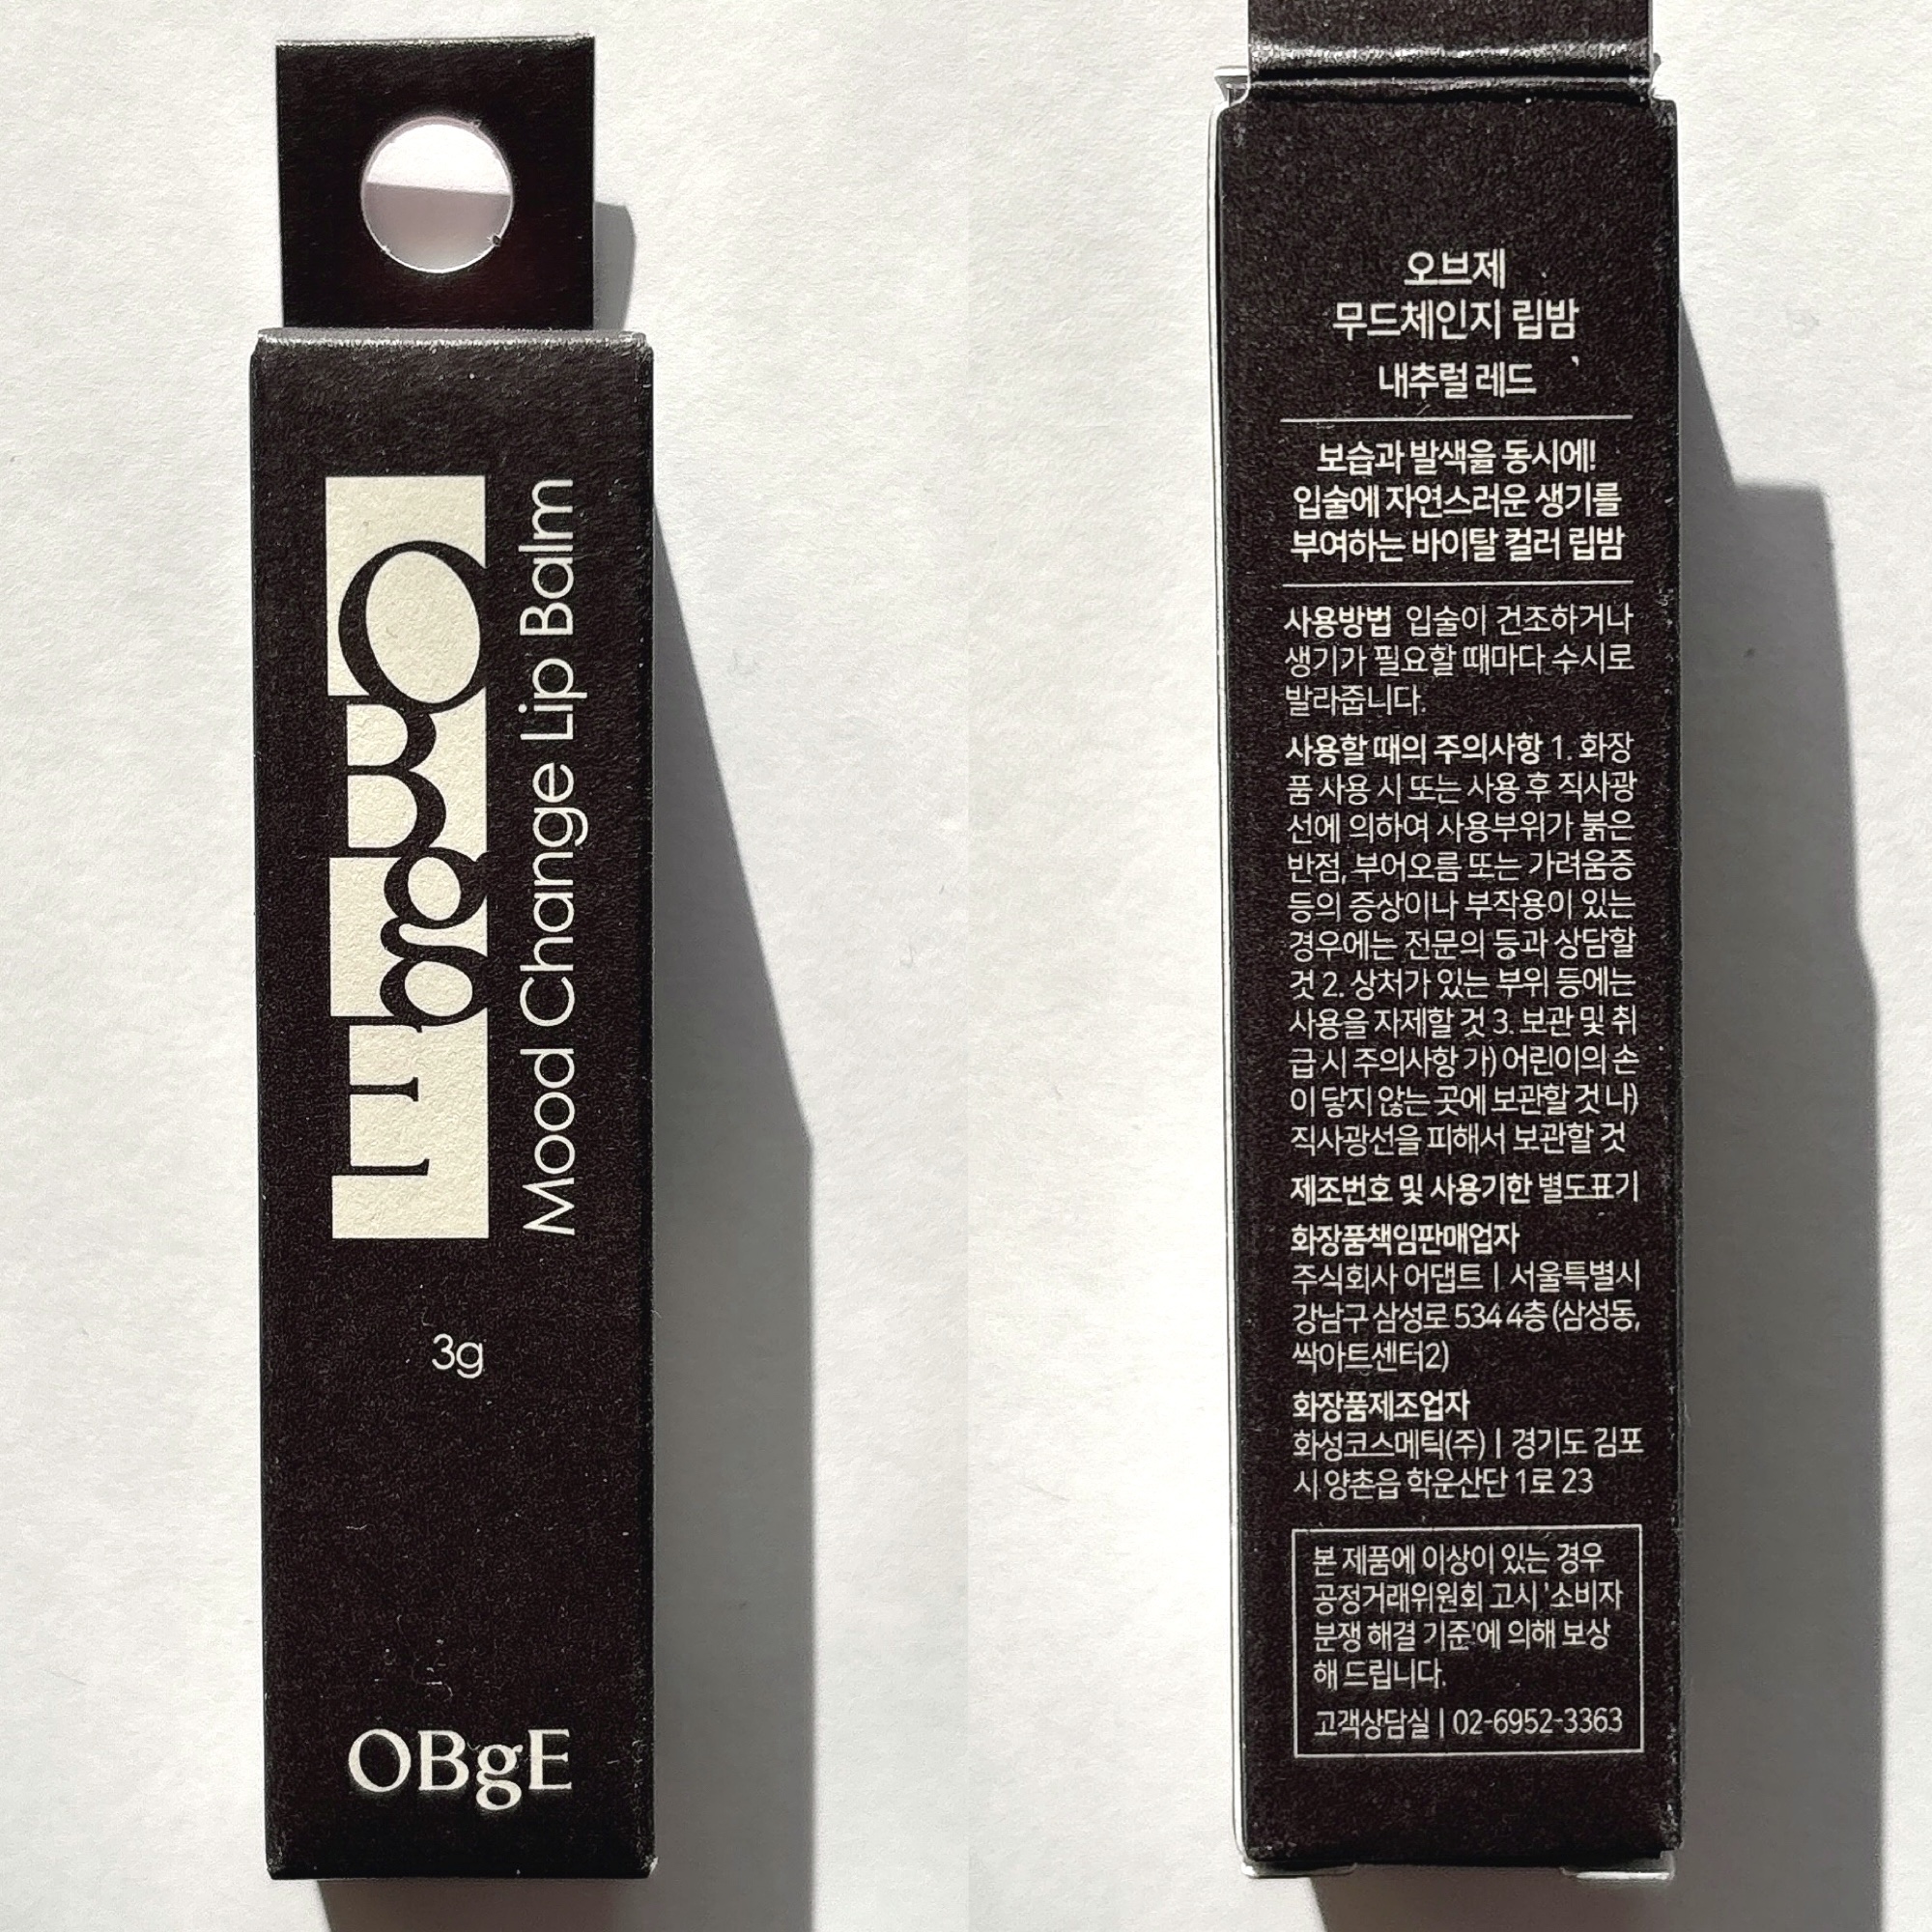 OBgE
Mood Change Lip Balm
3g
OBgE
오브제
무드체인지 립밤
내추럴 레드
보습과 발색을 동시에!
입술에 자연스러운 생기를
부여하는 바이탈 컬러 립밤
사용방법 입술이 건조하거나
생기가 필요할 때마다 수시로
발라줍니다.
사용할 때의 주의사항 1. 화장
품 사용 시 또는 사용 후 직사광
선에 의하여 사용부위가 붉은
반점, 부어오름 또는 가려움증
등의 증상이나 부작용이 있는
경우에는 전문의 등과 상담할
것 2. 상처가 있는 부위 등에는
사용을 자제할 것 3. 보관 및 취
급 시 주의사항 가) 어린이의 손
이 닿지 않는 곳에 보관할 것 나)
직사광선을 피해서 보관할 것
제조번호 및 사용기한 별도표기
화장품책임판매업자
주식회사 어댑트 | 서울특별시
강남구 삼성로 534 4층 (삼성동,
싹아트센터2)
화장품제조업자
화성코스메틱(주) | 경기도 김포
시 양촌읍 학운산단 1로 23
본 제품에 이상이 있는 경우
공정거래위원회 고시 '소비자
분쟁 해결 기준'에 의해 보상
해 드립니다.
고객상담실 | 02-6952-3363